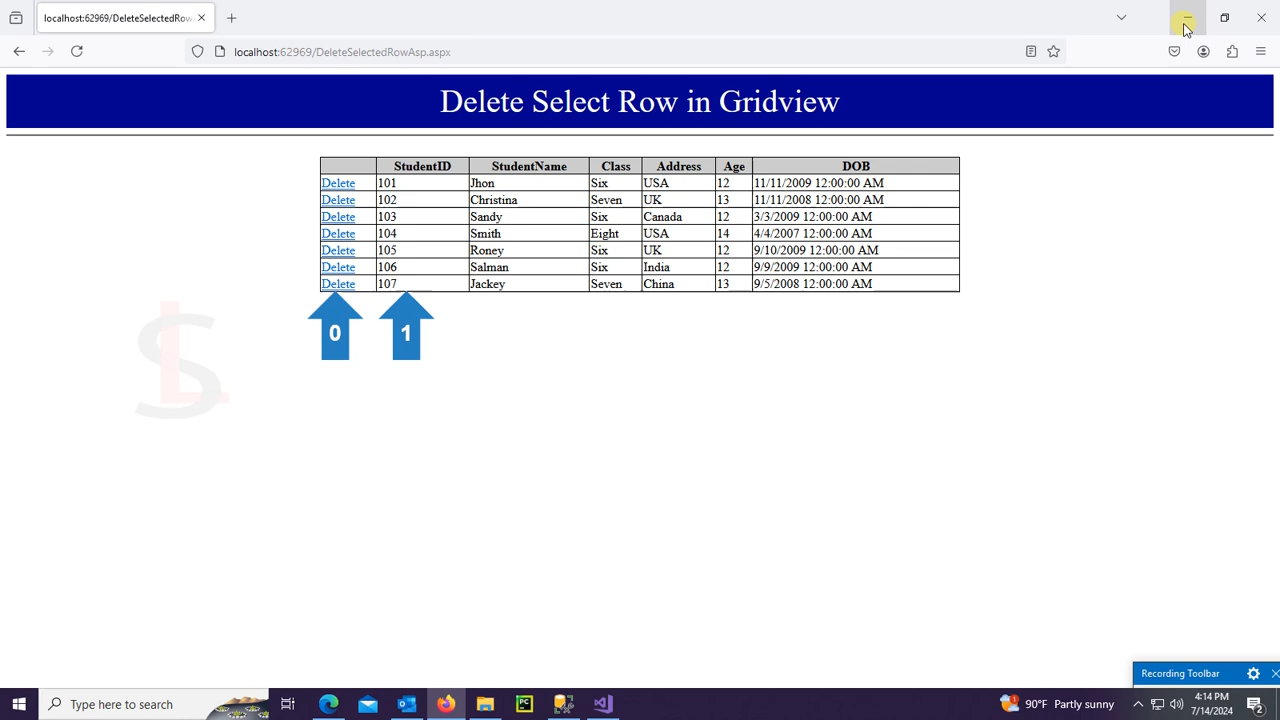 localhost:62969/DeleteSelectedRow
localhost:62969/DeleteSelectedRowAsp.aspx
Delete Select Row in Gridview
StudentID StudentName Class Address Age DOB
Delete 101 Jhon Six USA 12 11/11/2009 12:00:00 AM
Delete 102 Christina Seven UK 13 11/11/2008 12:00:00 AM
Delete 103 Sandy Six Canada 12 3/3/2009 12:00:00 AM
Delete 104 Smith Eight USA 14 4/4/2007 12:00:00 AM
Delete 105 Roney Six UK 12 9/10/2009 12:00:00 AM
Delete 106 Salman Six India 12 9/9/2009 12:00:00 AM
Delete 107 Jackey Seven China 13 9/5/2008 12:00:00 AM
0 1
SL
Recording Toolbar
Type here to search
PC
1
90°F Partly sunny
4:14 PM
7/14/2024
2